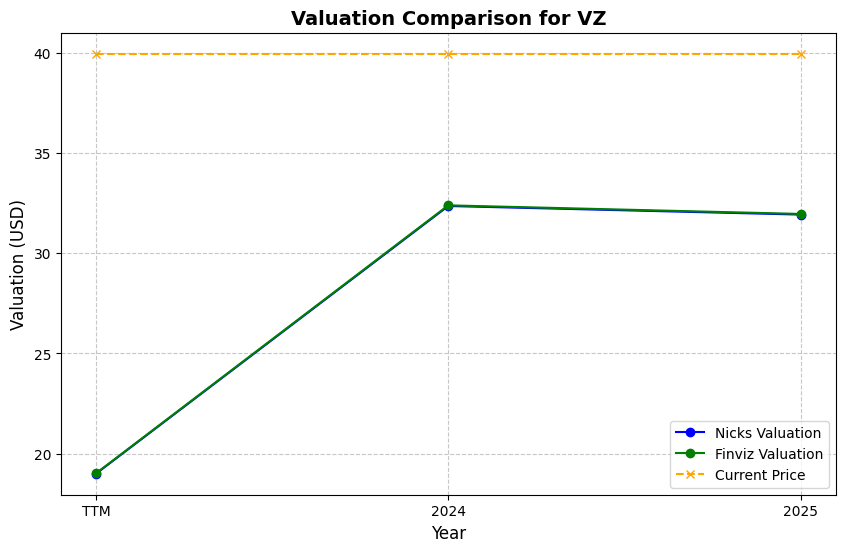 Valuation Comparison for VZ
Valuation (USD)
40
35
30
25
20
TTM
2024
2025
Year
Nicks Valuation
Finviz Valuation
Current Price